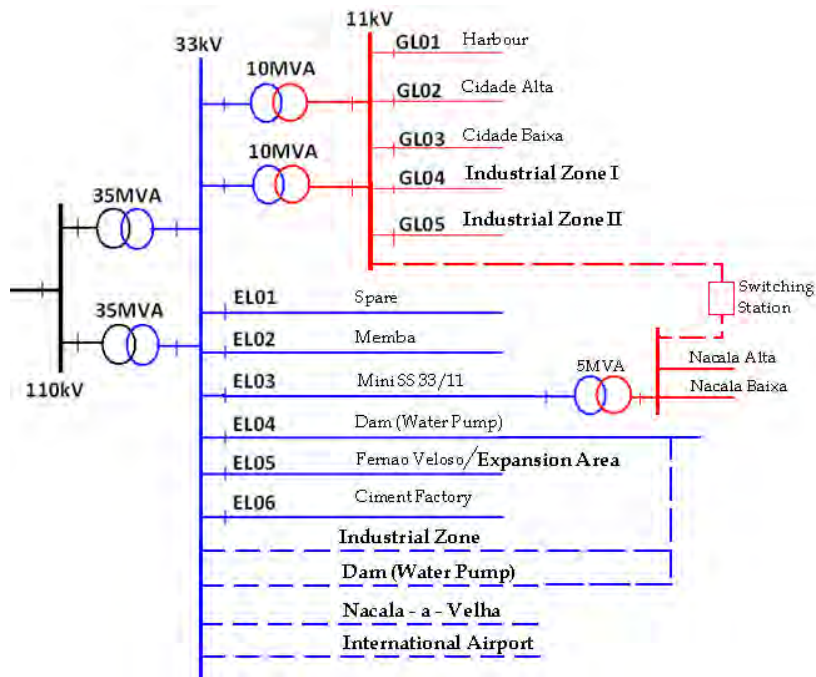 11kV
33kV
GL01 Harbour
10MVA
GL02 Cidade Alta
GL03 Cidade Baixa
10MVA
GL04 Industrial Zone I
35MVA
GL05 Industrial Zone II
Switching
Station
EL01 Spare
35MVA
EL02 Memba
Nacala Alta
5MVA
EL03 Mini SS 33/11
Nacala Baixa
110kV
EL04 Dam (Water Pump)
EL05 Fernao Veloso/Expansion Area
EL06 Ciment Factory
Industrial Zone
Dam (Water Pump)
Nacala - a - Velha
International Airport